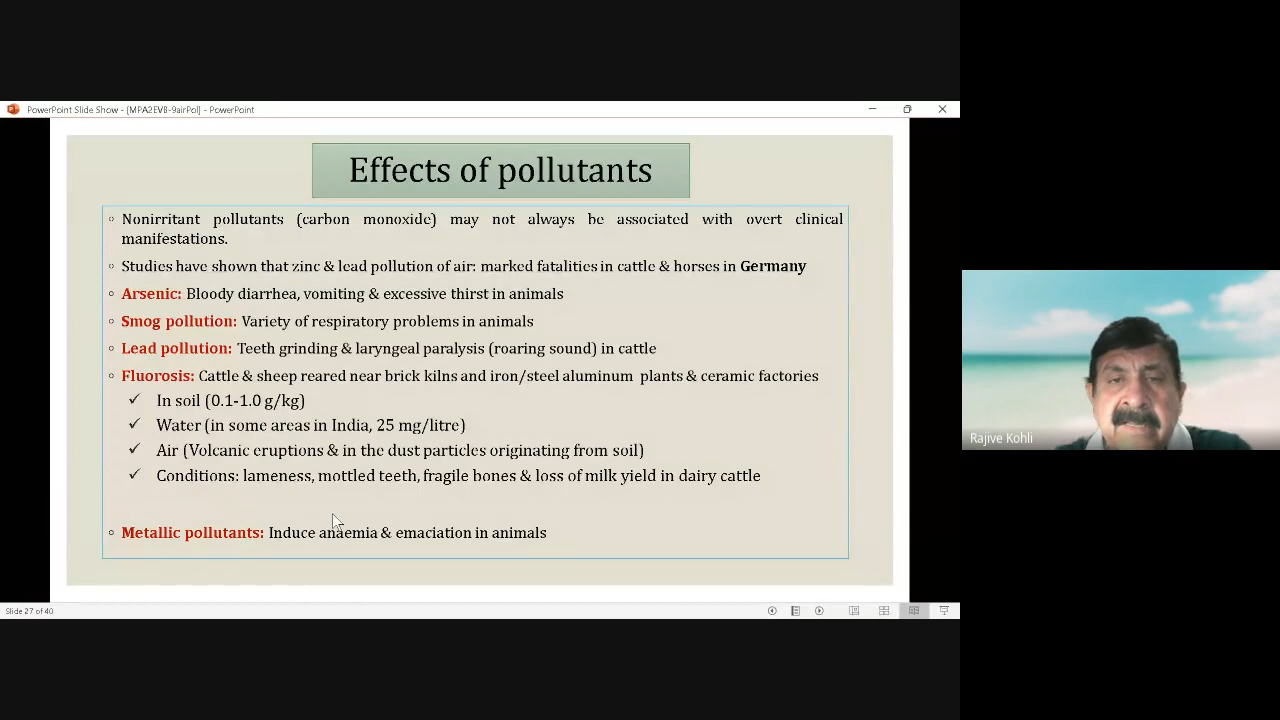 PowerPoint Slide Show - [MPA2EVB-9airPol] - PowerPoint
Effects of pollutants
Nonirritant pollutants (carbon monoxide) may not always be associated with overt clinical
manifestations.
Studies have shown that zinc & lead pollution of air: marked fatalities in cattle & horses in Germany
Arsenic: Bloody diarrhea, vomiting & excessive thirst in animals
Smog pollution: Variety of respiratory problems in animals
Lead pollution: Teeth grinding & laryngeal paralysis (roaring sound) in cattle
Fluorosis: Cattle & sheep reared near brick kilns and iron/steel aluminum plants & ceramic factories
In soil (0.1-1.0 g/kg)
Water (in some areas in India, 25 mg/litre)
Air (Volcanic eruptions & in the dust particles originating from soil)
Conditions: lameness, mottled teeth, fragile bones & loss of milk yield in dairy cattle
Metallic pollutants: Induce anaemia & emaciation in animals
Slide 27 of 40
Rajive Kohli